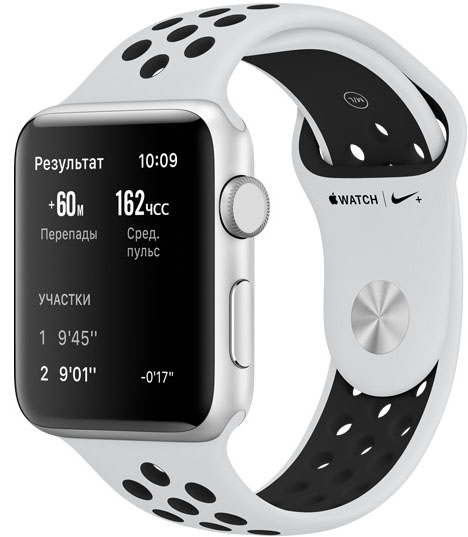 Результат 10:09
+60м 162чсс
Перепады Сред. пульс
УЧАСТКИ
1 9'45''
2 9'01'' -0'17"
M/L
WATCH | +